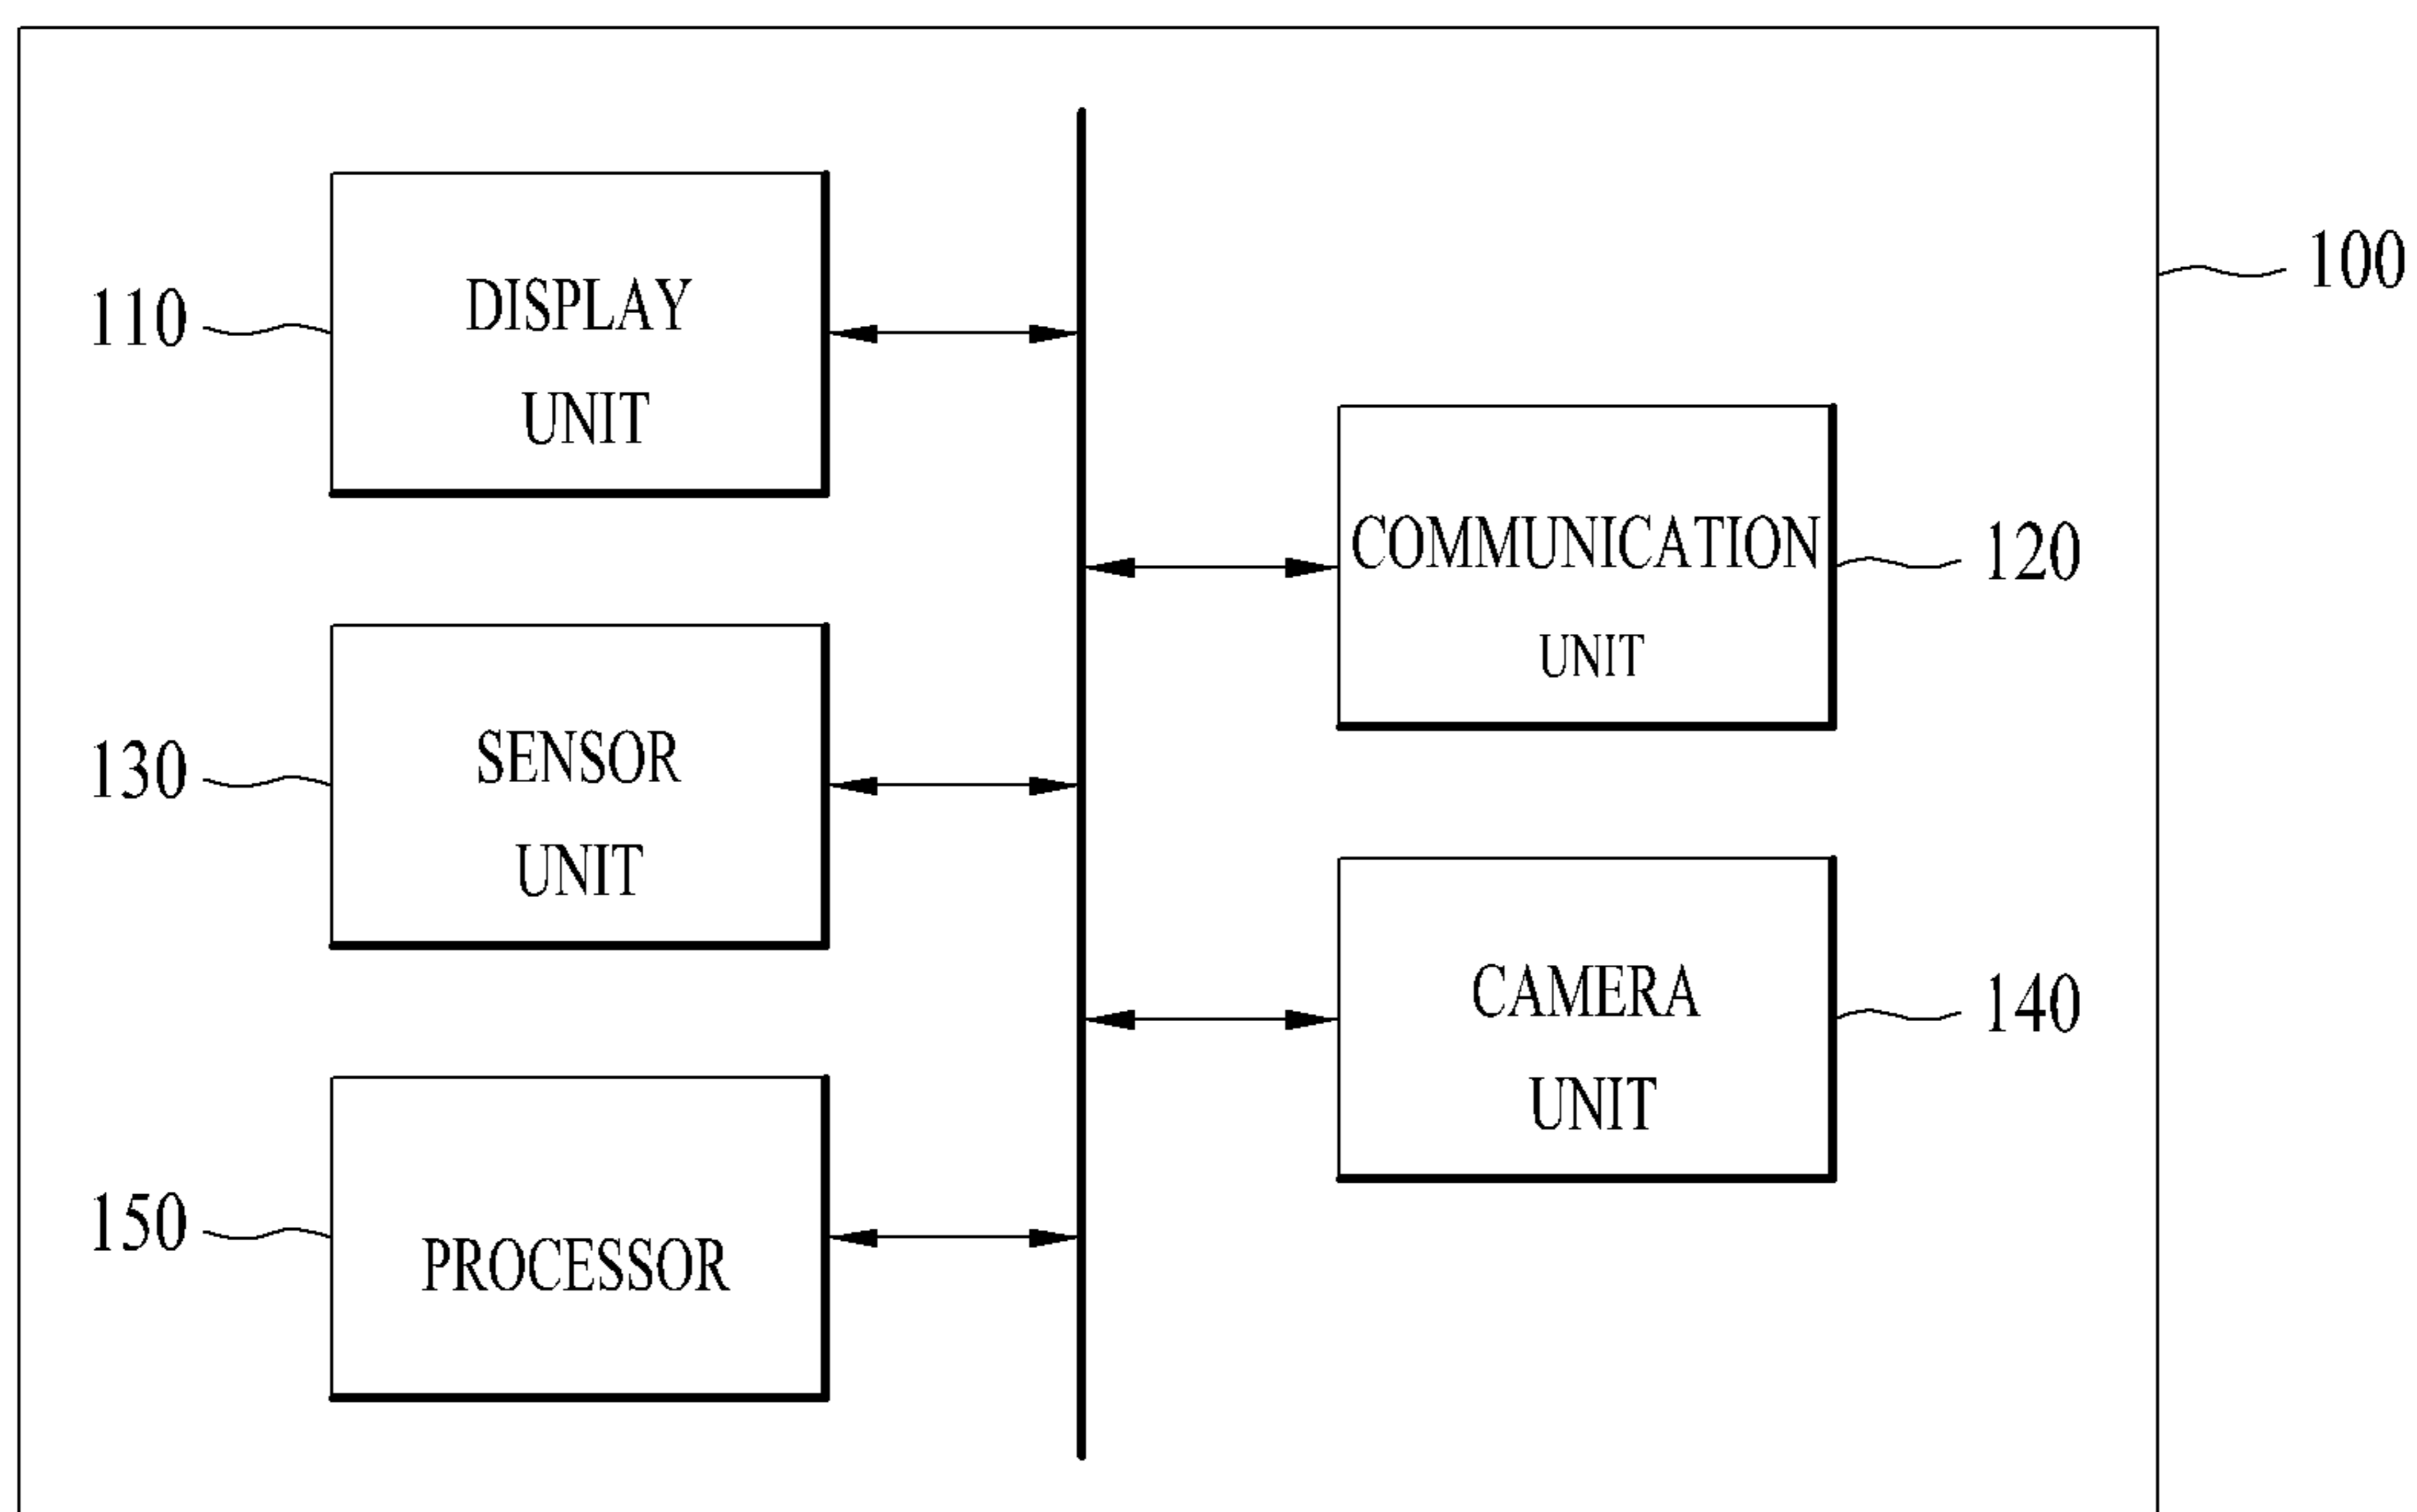 100
110
DISPLAY
UNIT
COMMUNICATION
UNIT
120
130
SENSOR
UNIT
CAMERA
UNIT
140
150
PROCESSOR